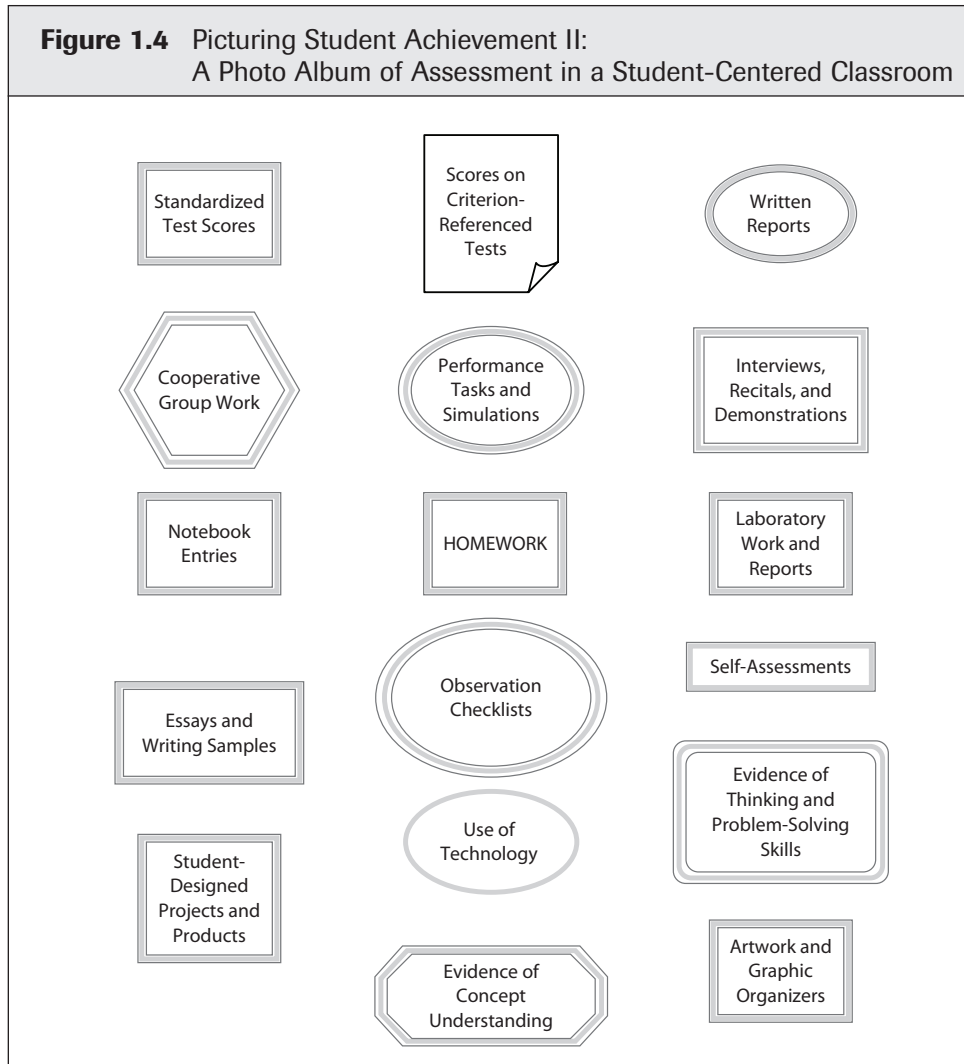 Figure 1.4 Picturing Student Achievement II:
A Photo Album of Assessment in a Student-Centered Classroom
Standardized
Test Scores
Scores on
Criterion-
Referenced
Tests
Written
Reports
Cooperative
Group Work
Performance
Tasks and
Simulations
Interviews,
Recitals, and
Demonstrations
Notebook
Entries
HOMEWORK
Laboratory
Work and
Reports
Essays and
Writing Samples
Observation
Checklists
Self-Assessments
Evidence of
Thinking and
Problem-Solving
Skills
Use of
Technology
Student-
Designed
Projects and
Products
Evidence of
Concept
Understanding
Artwork and
Graphic
Organizers